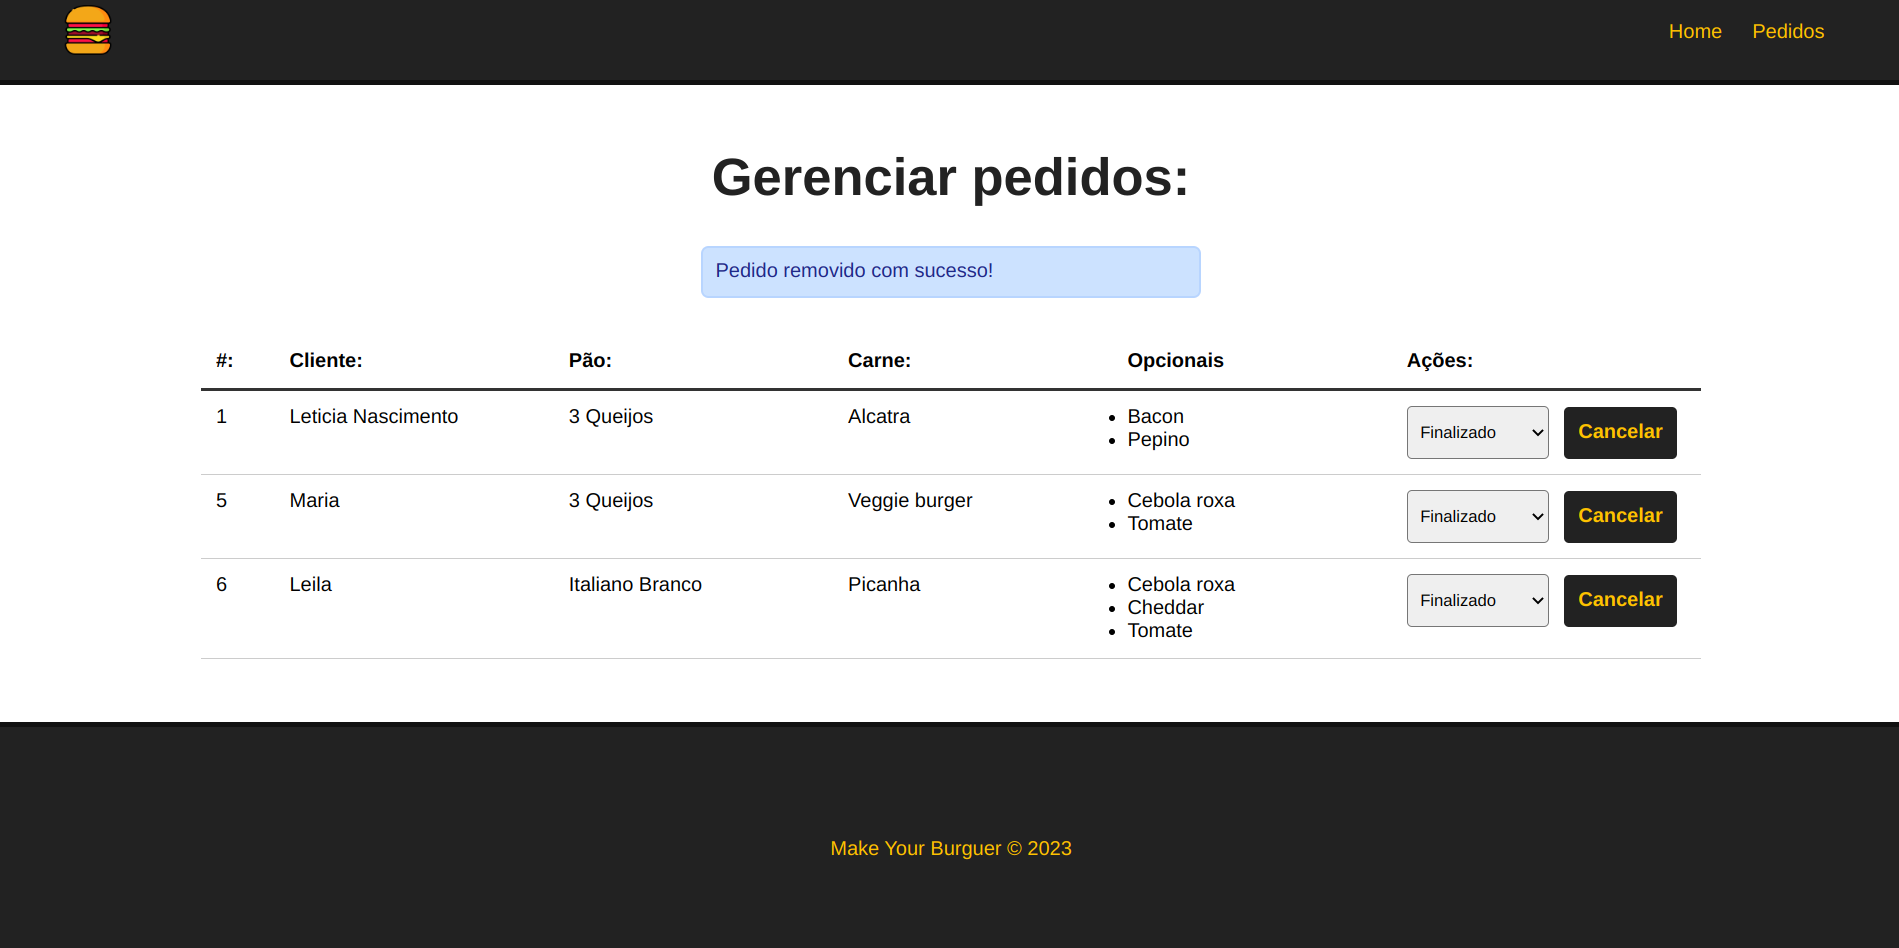 Home Pedidos
Gerenciar pedidos:
Pedido removido com sucesso!
#: Cliente: Pão: Carne: Opcionais Ações:
1 Leticia Nascimento 3 Queijos Alcatra Bacon Finalizado Cancelar
Pepino
5 Maria 3 Queijos Veggie burger Cebola roxa Finalizado Cancelar
Tomate
6 Leila Italiano Branco Picanha Cebola roxa Finalizado Cancelar
Cheddar
Tomate
Make Your Burguer © 2023